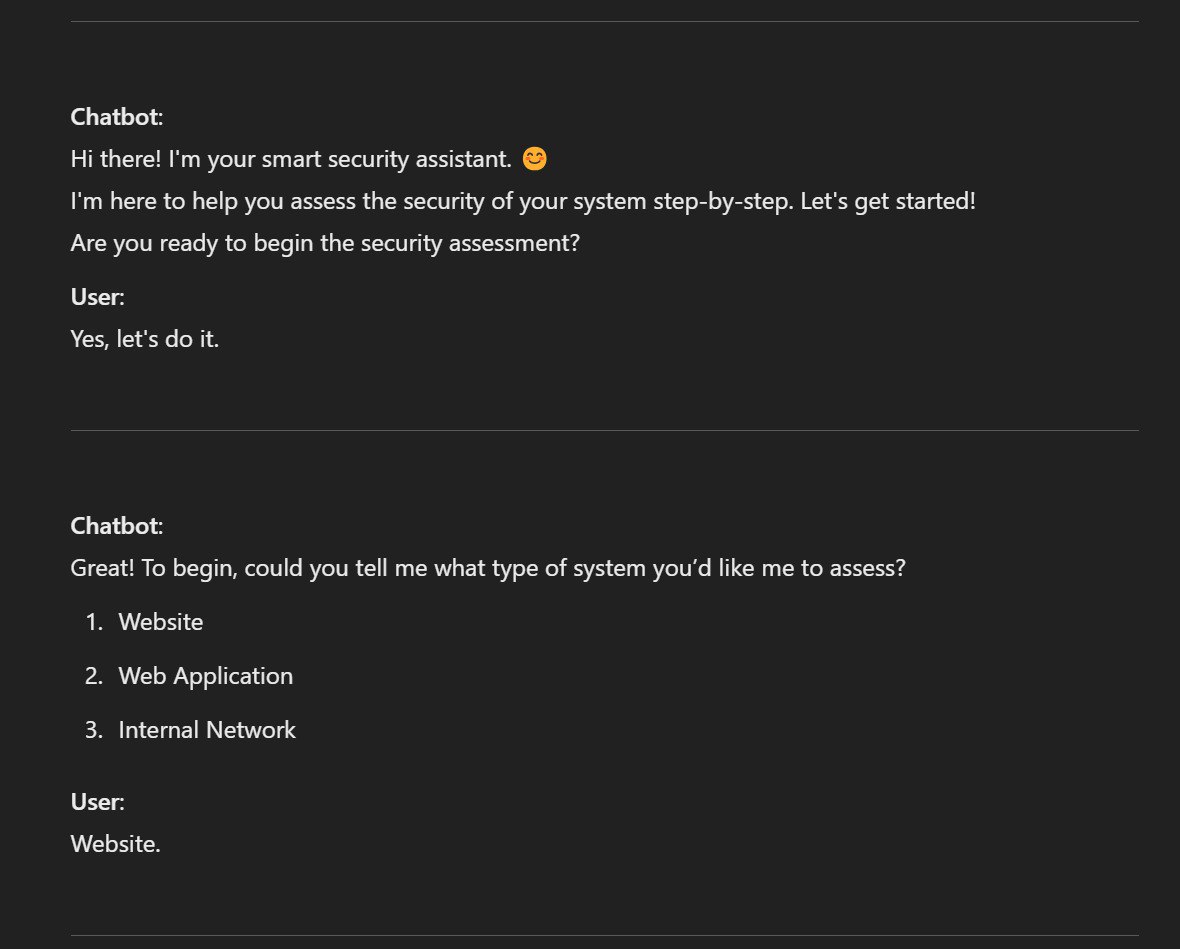 Chatbot:
Hi there! I'm your smart security assistant. 😊
I'm here to help you assess the security of your system step-by-step. Let's get started!
Are you ready to begin the security assessment?
User:
Yes, let's do it.
Chatbot:
Great! To begin, could you tell me what type of system you’d like me to assess?
1. Website
2. Web Application
3. Internal Network
User:
Website.